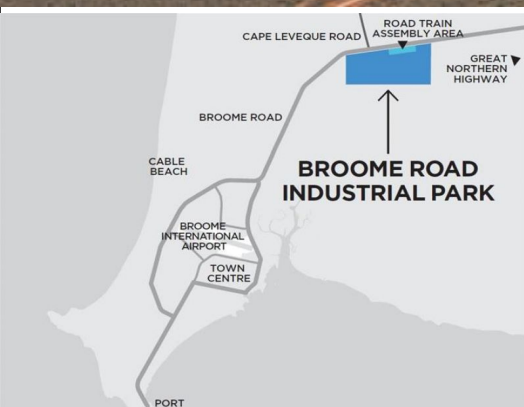 ROAD TRAIN
ASSEMBLY AREA
CAPE LEVEQUE ROAD
GREAT
NORTHERN
HIGHWAY
BROOME ROAD
BROOME ROAD
INDUSTRIAL PARK
CABLE
BEACH
BROOME
INTERNATIONAL
AIRPORT
TOWN
CENTRE
PORT